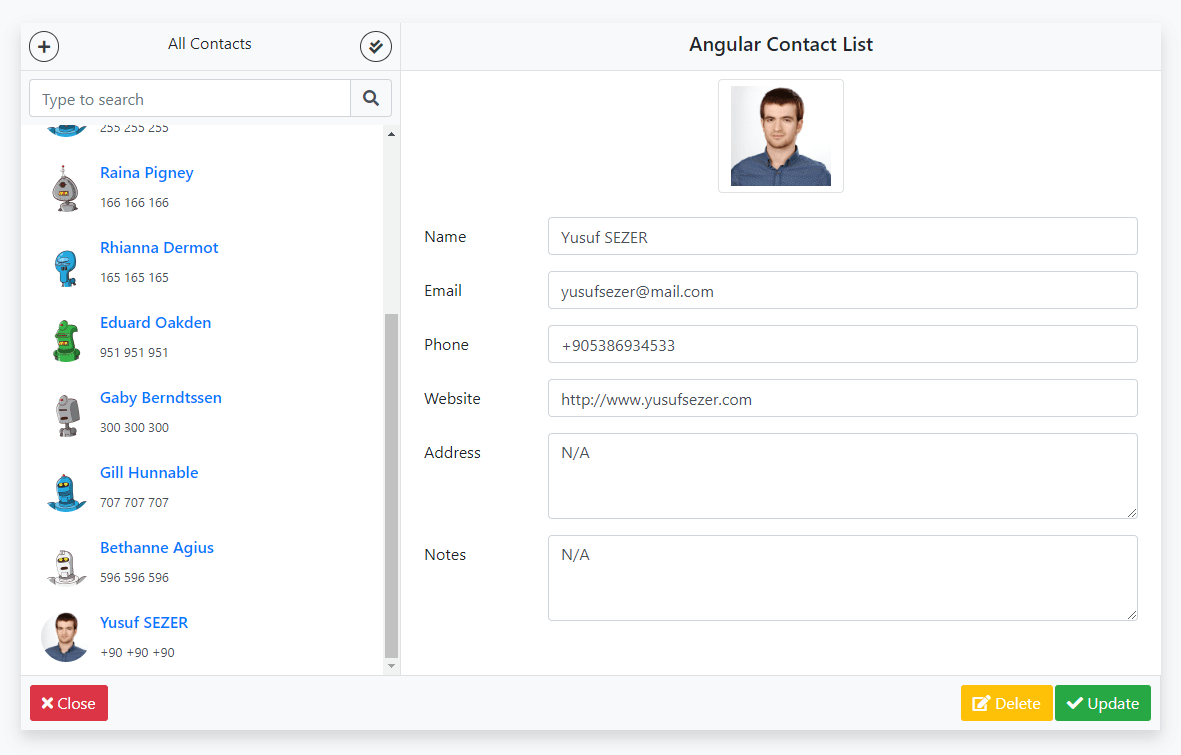 All Contacts
Angular Contact List
Type to search
255 255 255
Raina Pigney
166 166 166
Rhianna Dermot
165 165 165
Eduard Oakden
951 951 951
Gaby Berndtssen
300 300 300
Gill Hunnable
707 707 707
Bethanne Agius
596 596 596
Yusuf SEZER
+90 +90 +90
Name
Yusuf SEZER
Email
yusufsezer@mail.com
Phone
+905386934533
Website
http://www.yusufsezer.com
Address
N/A
Notes
N/A
Close
Delete
Update